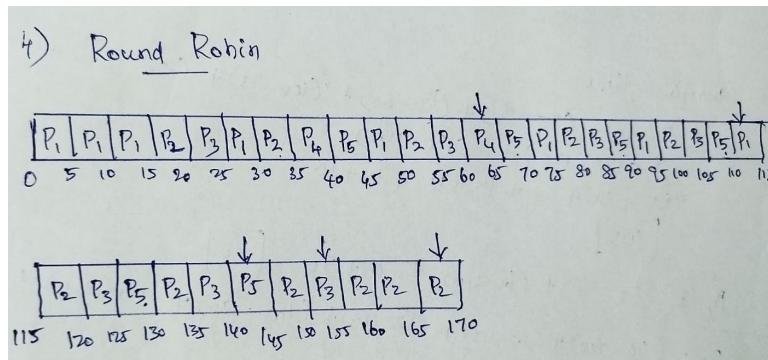 4) Round Robin
P1 P1 P1 P2 P3 P1 P2 P4 P5 P1 P2 P3 P4 P5 P1 P2 P3 P5 P1 P2 P3 P5 P1
0 5 10 15 20 25 30 35 40 45 50 55 60 65 70 75 80 85 90 95 100 105 110
P2 P3 P5 P2 P3 P5 P2 P3 P2 P2 P2
115 120 125 130 135 140 145 150 155 160 165 170